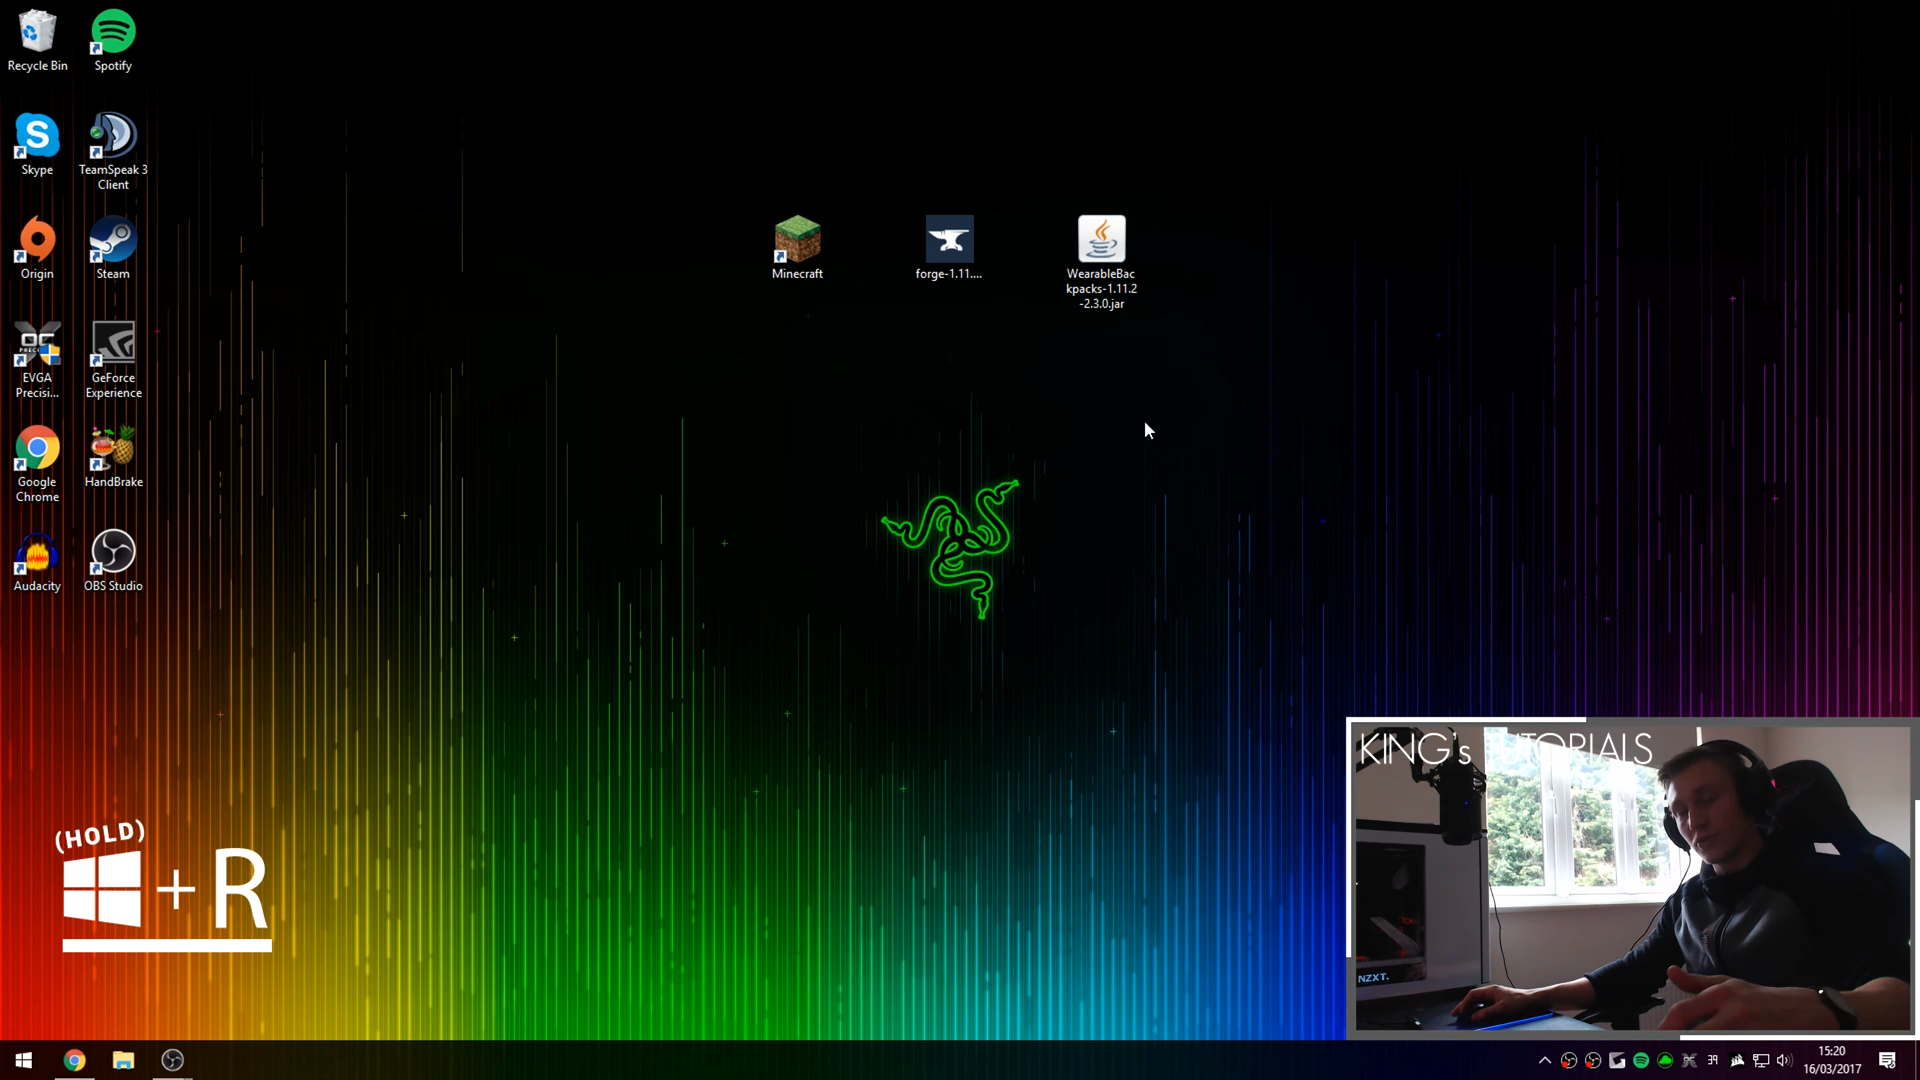 Recycle Bin
Spotify
Skype
TeamSpeak 3
Client
Origin
Steam
EVGA
Precisi...
GeForce
Experience
Google
Chrome
HandBrake
Audacity
OBS Studio
Minecraft
forge-1.11....
WearableBac
kpacks-1.11.2
-2.3.0.jar
(HOLD)
+ R
KING's TUTORIALS
NZXT.
39
15:20
16/03/2017